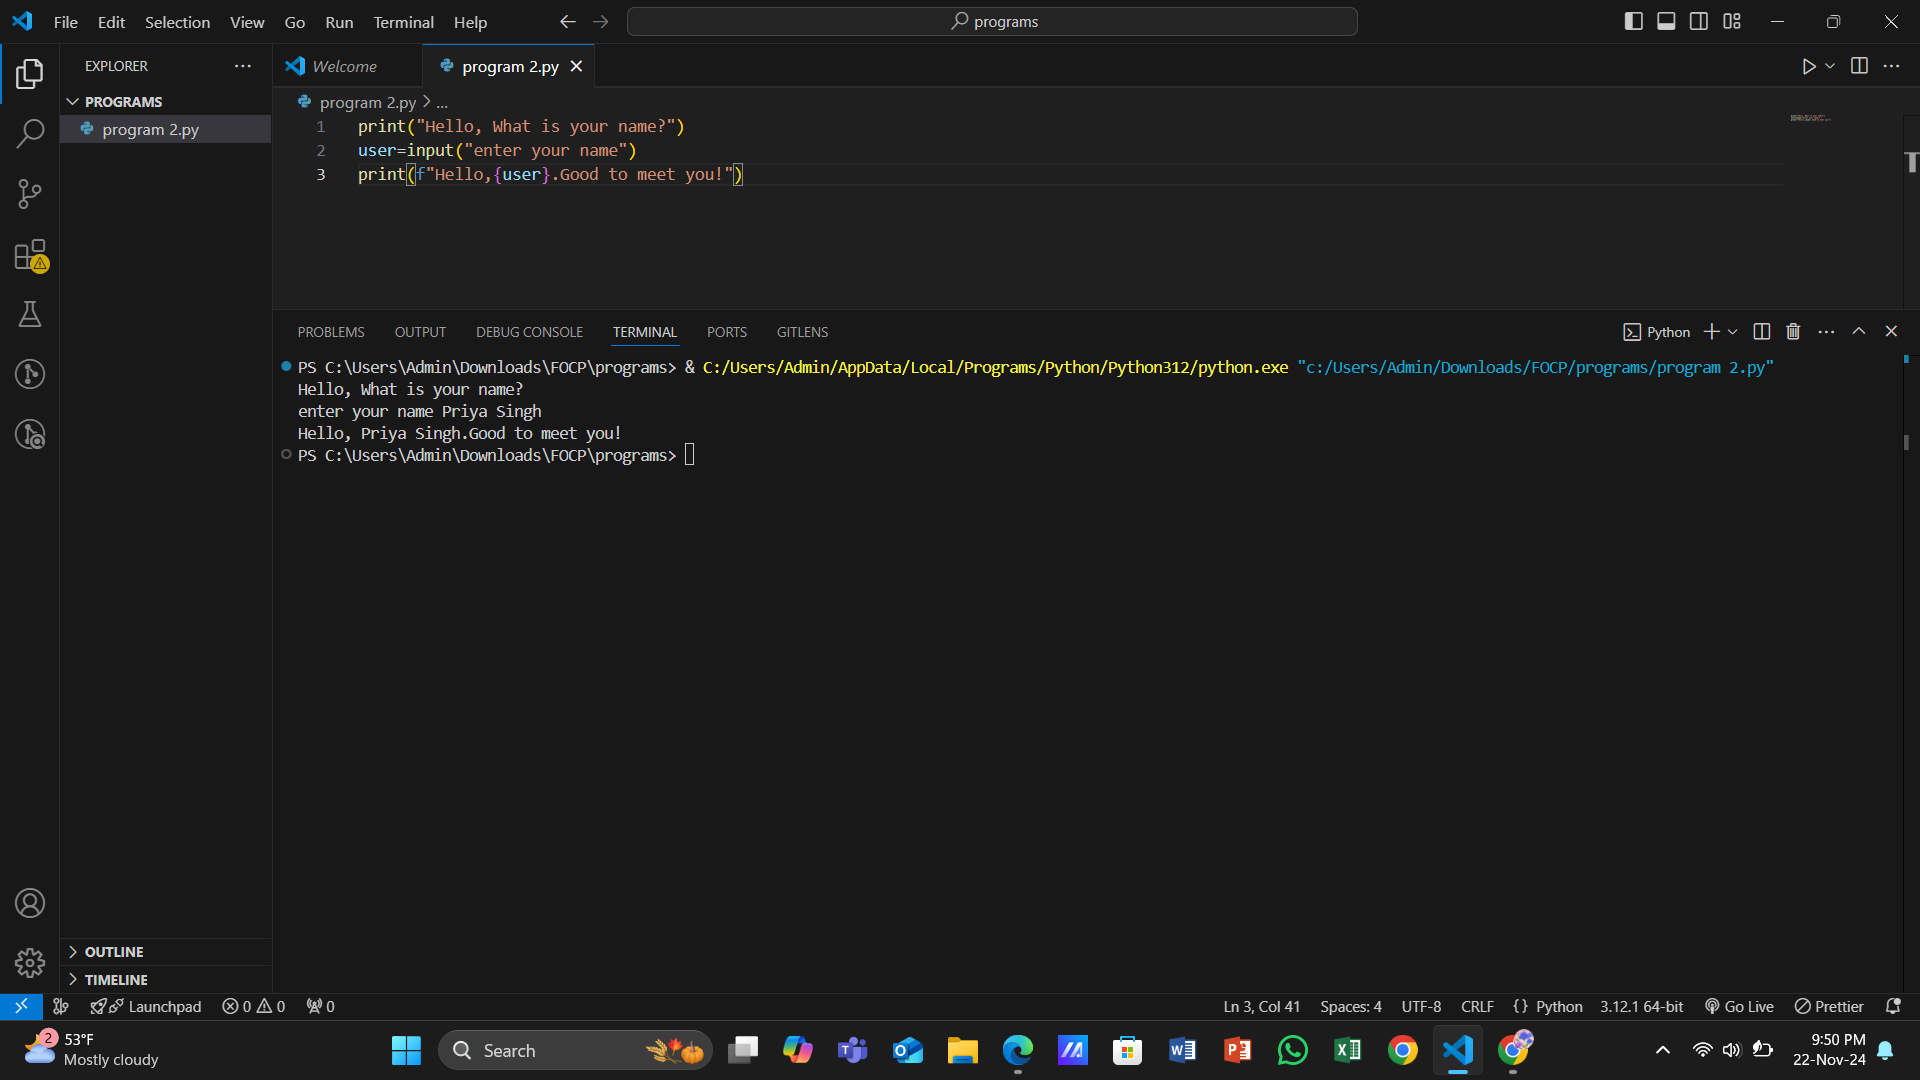 File Edit Selection View Go Run Terminal Help programs
EXPLORER
PROGRAMS
program 2.py
Welcome program 2.py
program 2.py > ...
1 print("Hello, What is your name?")
2 user=input("enter your name")
3 print(f"Hello,{user}.Good to meet you!")
PROBLEMS OUTPUT DEBUG CONSOLE TERMINAL PORTS GITLENS Python
PS C:\Users\Admin\Downloads\FOCP\programs> & C:/Users/Admin/AppData/Local/Programs/Python/Python312/python.exe "c:/Users/Admin/Downloads/FOCP/programs/program 2.py"
Hello, What is your name?
enter your name Priya Singh
Hello, Priya Singh.Good to meet you!
PS C:\Users\Admin\Downloads\FOCP\programs>
OUTLINE
TIMELINE
Launchpad 0 0 0 Ln 3, Col 41 Spaces: 4 UTF-8 CRLF {} Python 3.12.1 64-bit Go Live Prettier
2 53°F
Mostly cloudy
Search
9:50 PM
22-Nov-24